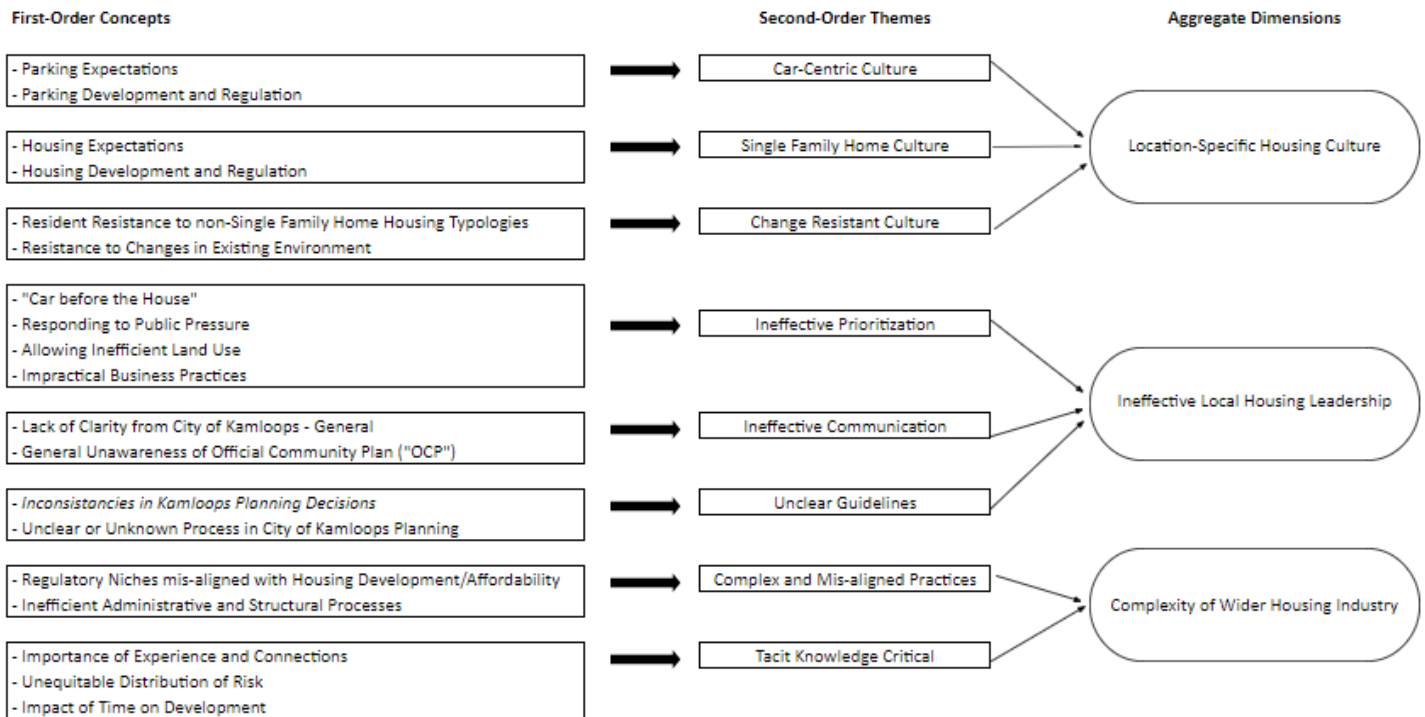 First-Order Concepts
Second-Order Themes
Aggregate Dimensions
- Parking Expectations
- Parking Development and Regulation
Car-Centric Culture
- Housing Expectations
- Housing Development and Regulation
Single Family Home Culture
Location-Specific Housing Culture
- Resident Resistance to non-Single Family Home Housing Typologies
- Resistance to Changes in Existing Environment
Change Resistant Culture
- "Car before the House"
- Responding to Public Pressure
- Allowing Inefficient Land Use
- Impractical Business Practices
Ineffective Prioritization
Ineffective Local Housing Leadership
- Lack of Clarity from City of Kamloops - General
- General Unawareness of Official Community Plan ("OCP")
Ineffective Communication
- Inconsistancies in Kamloops Planning Decisions
- Unclear or Unknown Process in City of Kamloops Planning
Unclear Guidelines
- Regulatory Niches mis-aligned with Housing Development/Affordability
- Inefficient Administrative and Structural Processes
Complex and Mis-aligned Practices
Complexity of Wider Housing Industry
- Importance of Experience and Connections
- Unequitable Distribution of Risk
- Impact of Time on Development
Tacit Knowledge Critical